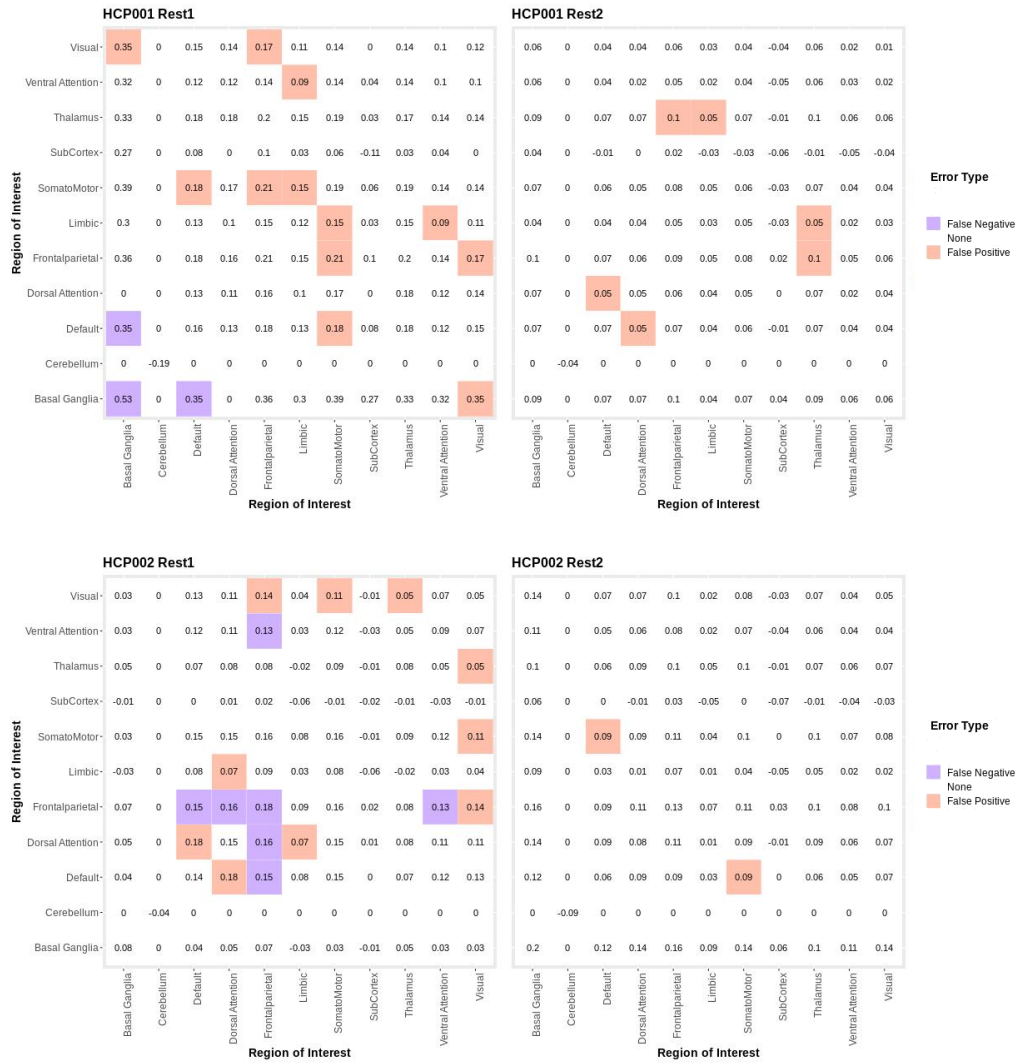 HCP001 Rest1
HCP001 Rest2
Visual 0.35 0 0.15 0.14 0.17 0.11 0.14 0 0.14 0.1 0.12 0.06 0 0.04 0.04 0.06 0.03 0.04 -0.04 0.06 0.02 0.01
Ventral Attention 0.32 0 0.12 0.12 0.14 0.09 0.14 0.04 0.14 0.1 0.1 0.06 0 0.04 0.02 0.05 0.02 0.04 -0.05 0.06 0.03 0.02
Thalamus 0.33 0 0.18 0.18 0.2 0.15 0.19 0.03 0.17 0.14 0.14 0.09 0 0.07 0.07 0.1 0.05 0.07 -0.01 0.1 0.06 0.06
SubCortex 0.27 0 0.08 0 0.1 0.03 0.06 -0.11 0.03 0.04 0 0.04 0 -0.01 0 0.02 -0.03 -0.03 -0.06 -0.01 -0.05 -0.04
SomatoMotor 0.39 0 0.18 0.17 0.21 0.15 0.19 0.06 0.19 0.14 0.14 0.07 0 0.06 0.05 0.08 0.05 0.06 -0.03 0.07 0.04 0.04
Limbic 0.3 0 0.13 0.1 0.15 0.12 0.15 0.03 0.15 0.09 0.11 0.04 0 0.04 0.04 0.05 0.03 0.05 -0.03 0.05 0.02 0.03
Frontalparietal 0.36 0 0.18 0.16 0.21 0.15 0.21 0.1 0.2 0.14 0.17 0.1 0 0.07 0.06 0.09 0.05 0.08 0.02 0.1 0.05 0.06
Dorsal Attention 0 0 0.13 0.11 0.16 0.1 0.17 0 0.18 0.12 0.14 0.07 0 0.05 0.05 0.06 0.04 0.05 0 0.07 0.02 0.04
Default 0.35 0 0.16 0.13 0.18 0.13 0.18 0.08 0.18 0.12 0.15 0.07 0 0.07 0.05 0.07 0.04 0.06 -0.01 0.07 0.04 0.04
Cerebellum 0 -0.19 0 0 0 0 0 0 0 0 0 0 -0.04 0 0 0 0 0 0 0 0 0
Basal Ganglia 0.53 0 0.35 0 0.36 0.3 0.39 0.27 0.33 0.32 0.35 0.09 0 0.07 0.07 0.1 0.04 0.07 0.04 0.09 0.06 0.06
Region of Interest
Basal Ganglia Cerebellum Default Dorsal Attention Frontalparietal Limbic SomatoMotor SubCortex Thalamus Ventral Attention Visual
Basal Ganglia Cerebellum Default Dorsal Attention Frontalparietal Limbic SomatoMotor SubCortex Thalamus Ventral Attention Visual
Region of Interest
Region of Interest
Error Type
False Negative
None
False Positive
HCP002 Rest1
HCP002 Rest2
Visual 0.03 0 0.13 0.11 0.14 0.04 0.11 -0.01 0.05 0.07 0.05 0.14 0 0.07 0.07 0.1 0.02 0.08 -0.03 0.07 0.04 0.05
Ventral Attention 0.03 0 0.12 0.11 0.13 0.03 0.12 -0.03 0.05 0.09 0.07 0.11 0 0.05 0.06 0.08 0.02 0.07 -0.04 0.06 0.04 0.04
Thalamus 0.05 0 0.07 0.08 0.08 -0.02 0.09 -0.01 0.08 0.05 0.05 0.1 0 0.06 0.09 0.1 0.05 0.1 -0.01 0.07 0.06 0.07
SubCortex -0.01 0 0 0.01 0.02 -0.06 -0.01 -0.02 -0.01 -0.03 -0.01 0.06 0 0 -0.01 0.03 -0.05 0 -0.07 -0.01 -0.04 -0.03
SomatoMotor 0.03 0 0.15 0.15 0.16 0.08 0.16 -0.01 0.09 0.12 0.11 0.14 0 0.09 0.09 0.11 0.04 0.1 0 0.1 0.07 0.08
Limbic -0.03 0 0.08 0.07 0.09 0.03 0.08 -0.06 -0.02 0.03 0.04 0.09 0 0.03 0.01 0.07 0.01 0.04 -0.05 0.05 0.02 0.02
Frontalparietal 0.07 0 0.15 0.16 0.18 0.09 0.16 0.02 0.08 0.13 0.14 0.16 0 0.09 0.11 0.13 0.07 0.11 0.03 0.1 0.08 0.1
Dorsal Attention 0.05 0 0.18 0.15 0.16 0.07 0.15 0.01 0.08 0.11 0.11 0.14 0 0.09 0.08 0.11 0.01 0.09 -0.01 0.09 0.06 0.07
Default 0.04 0 0.14 0.18 0.15 0.08 0.15 0 0.07 0.12 0.13 0.12 0 0.06 0.09 0.09 0.03 0.09 0 0.06 0.05 0.07
Cerebellum 0 -0.04 0 0 0 0 0 0 0 0 0 0 -0.09 0 0 0 0 0 0 0 0 0
Basal Ganglia 0.08 0 0.04 0.05 0.07 -0.03 0.03 -0.01 0.05 0.03 0.03 0.2 0 0.12 0.14 0.16 0.09 0.14 0.06 0.1 0.11 0.14
Region of Interest
Basal Ganglia Cerebellum Default Dorsal Attention Frontalparietal Limbic SomatoMotor SubCortex Thalamus Ventral Attention Visual
Basal Ganglia Cerebellum Default Dorsal Attention Frontalparietal Limbic SomatoMotor SubCortex Thalamus Ventral Attention Visual
Region of Interest
Region of Interest
Error Type
False Negative
None
False Positive